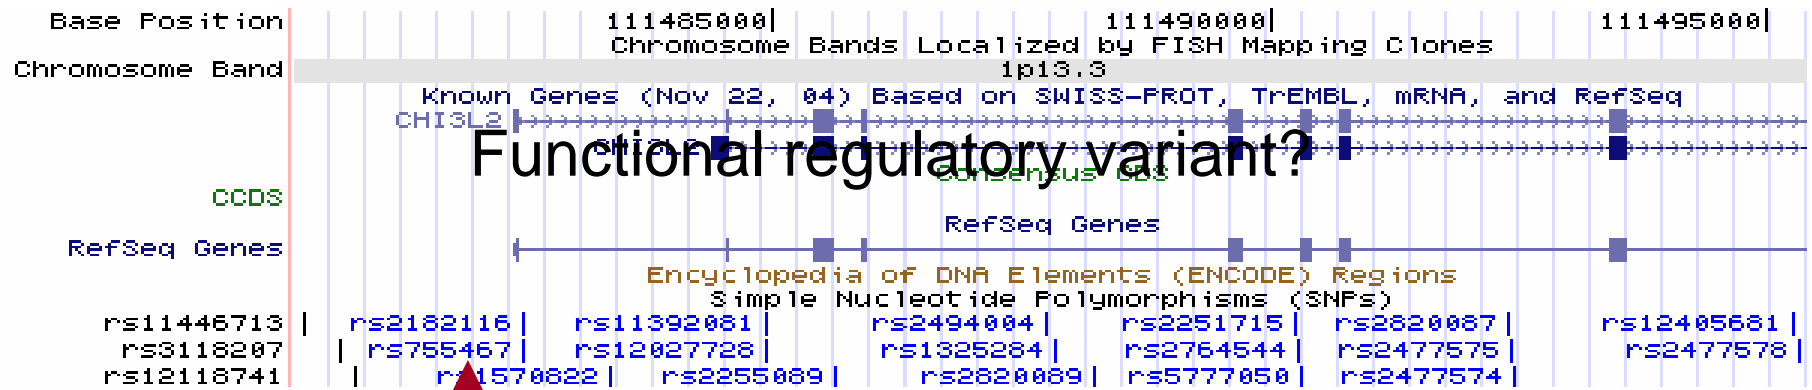 Base Position 111485000| 111490000| 111495000|
Chromosome Bands Localized by FISH Mapping Clones
Chromosome Band 1p13.3
Known Genes (Nov 22, 04) Based on SWISS-PROT, TrEMBL, mRNA, and RefSeq
CHI3L2
CHI3L2
Functional regulatory variant?
Consensus CDS
CCDS
RefSeq Genes
RefSeq Genes
Encyclopedia of DNA Elements (ENCODE) Regions
Simple Nucleotide Polymorphisms (SNPs)
rs11446713 rs2182116 rs11392081 rs2494004 rs2251715 rs2820087 rs12405681
rs3118207 rs755467 rs12027728 rs1325284 rs2764544 rs2477575 rs2477578
rs12118741 rs1570822 rs2255089 rs2820089 rs5777050 rs2477574